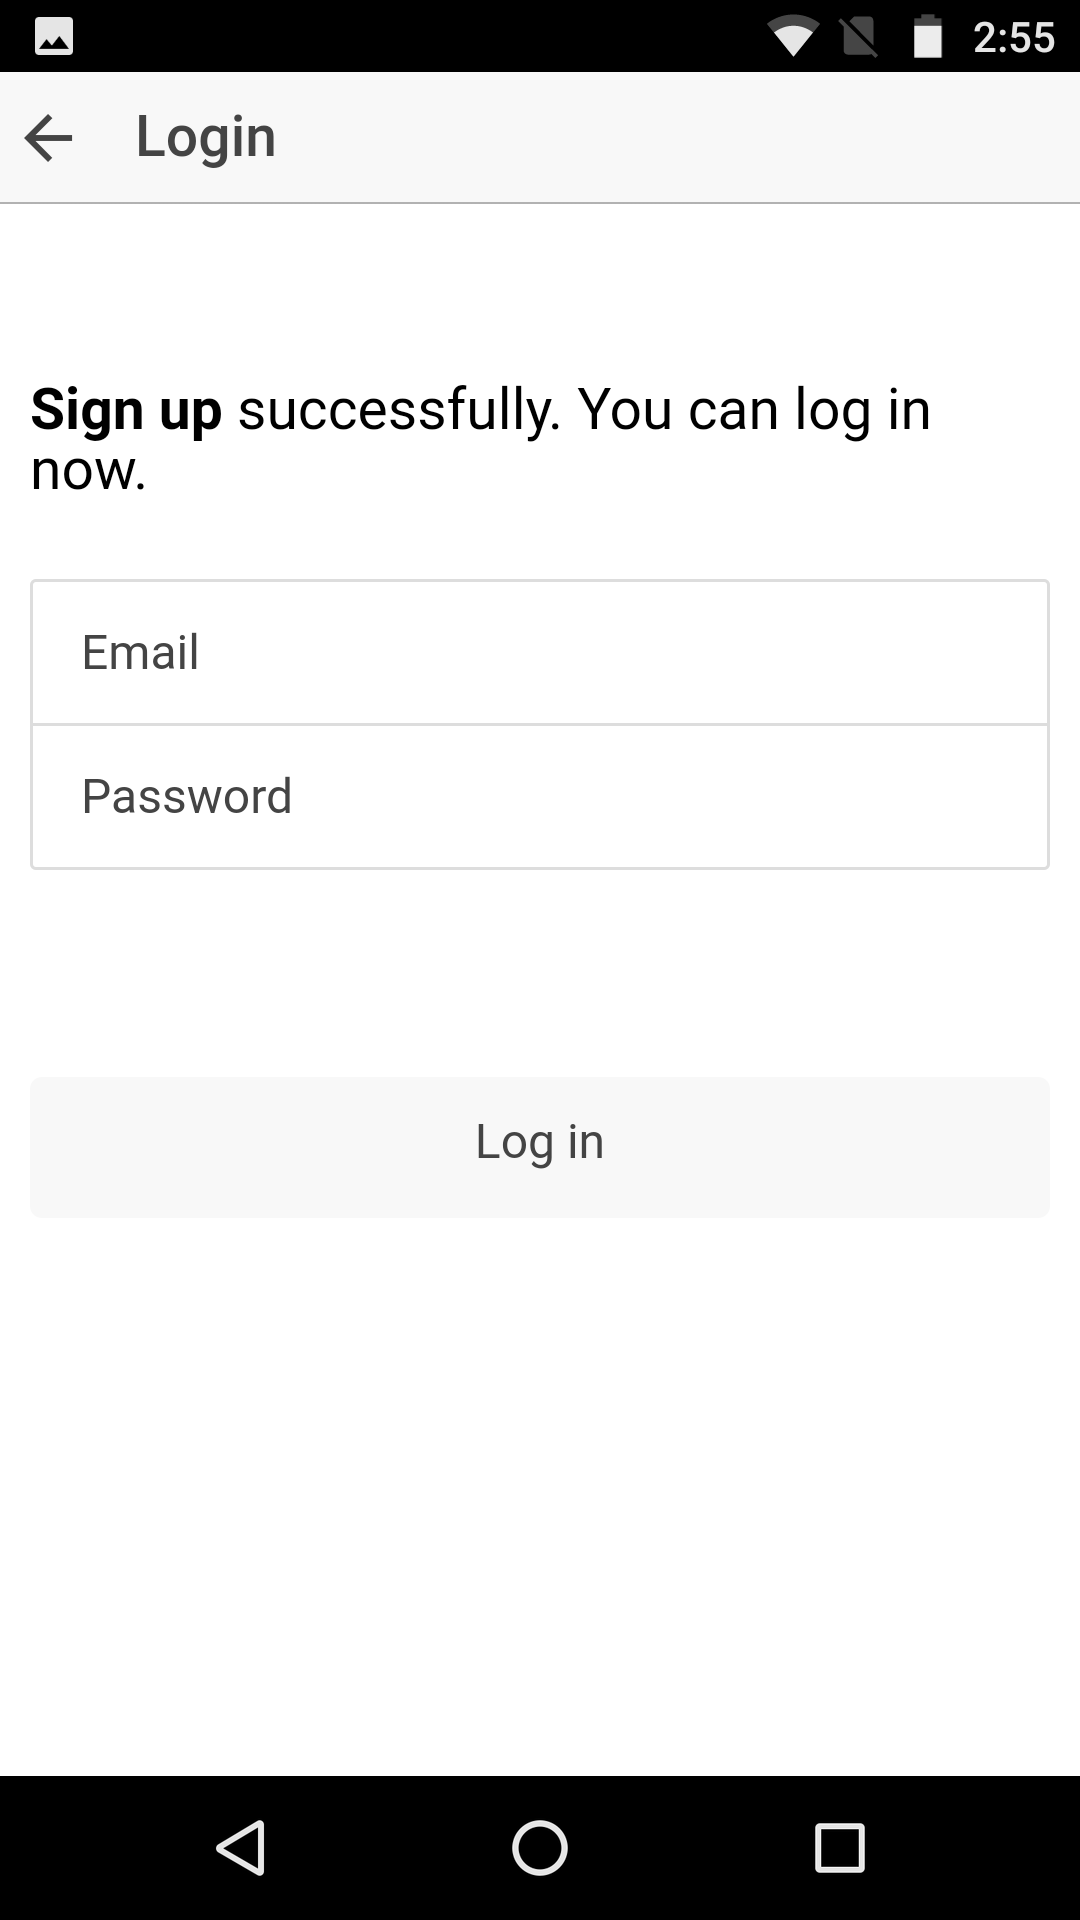 2:55
Login
Sign up successfully. You can log in
now.
Email
Password
Log in